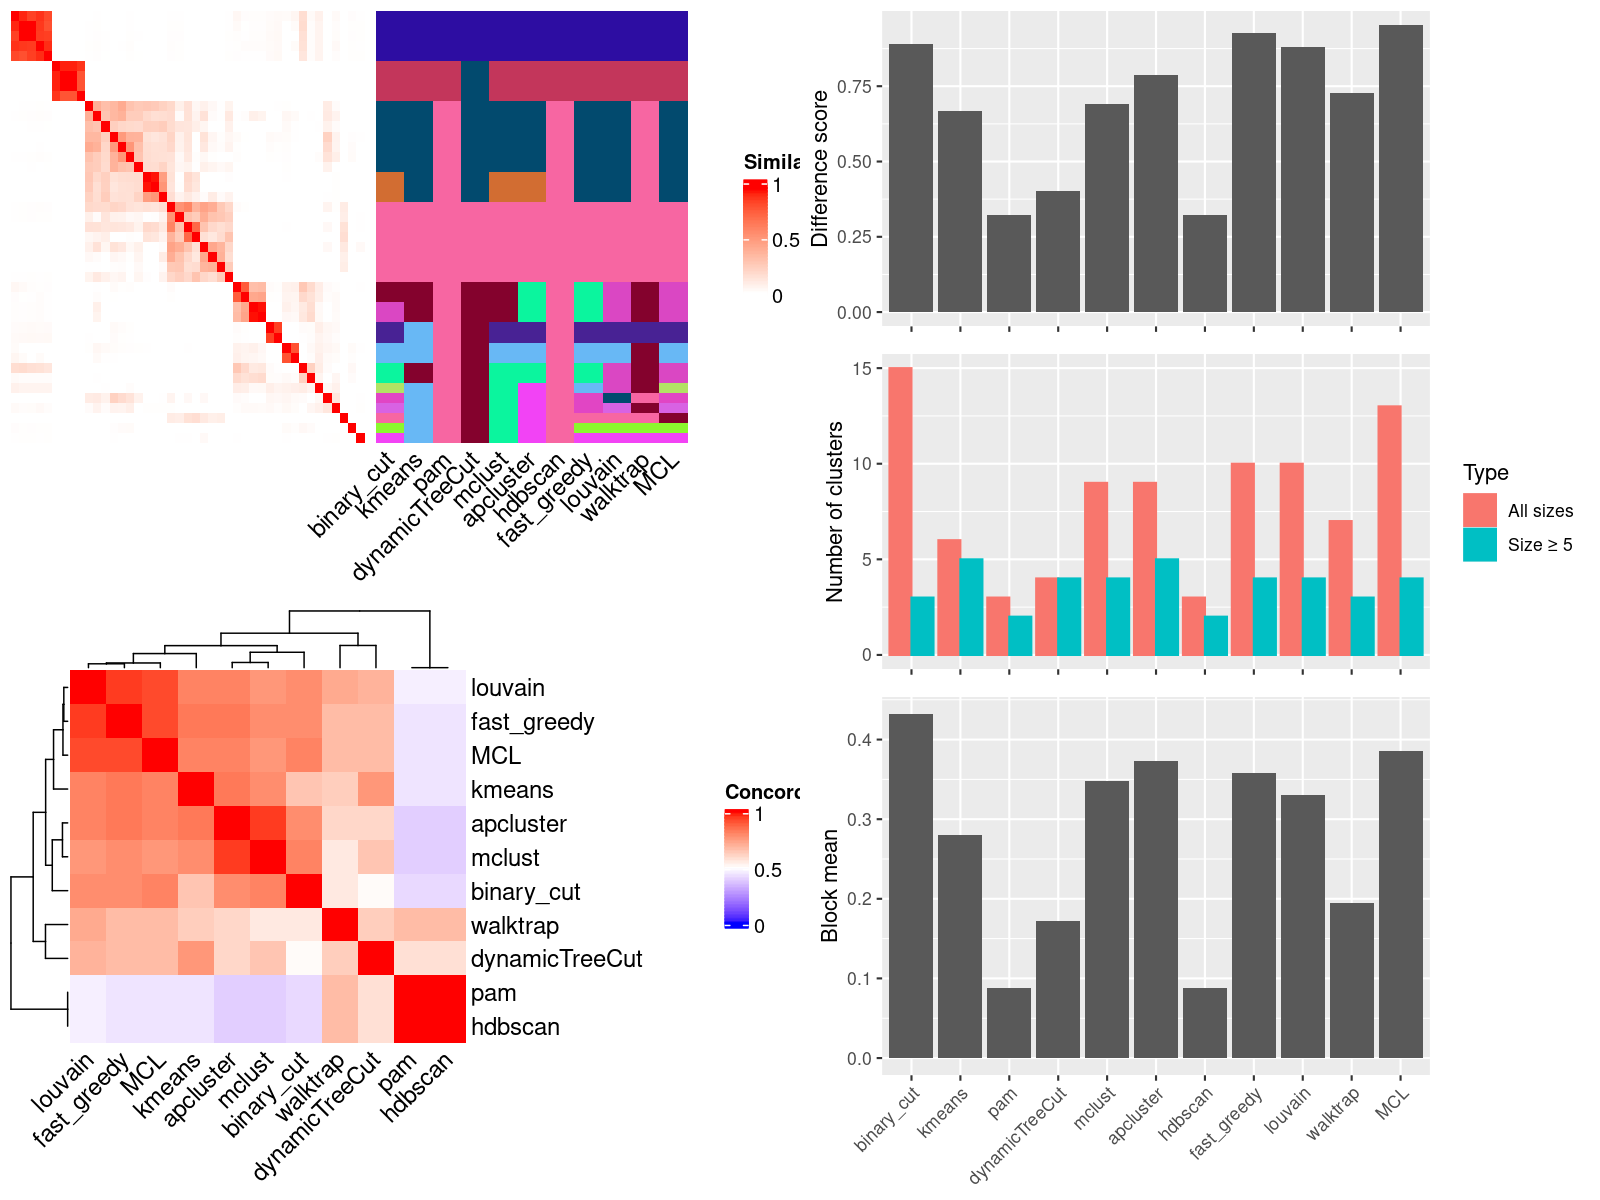 Simila
1
0.5
0
binary_cut
kmeans
pam
dynamicTreeCut
mclust
apcluster
hdbscan
fast_greedy
louvain
walktrap
MCL
Difference score
0.75
0.50
0.25
0.00
Number of clusters
15
10
5
0
Type
All sizes
Size ≥ 5
louvain
fast_greedy
MCL
kmeans
apcluster
mclust
binary_cut
walktrap
dynamicTreeCut
pam
hdbscan
louvain
fast_greedy
MCL
kmeans
apcluster
mclust
binary_cut
walktrap
dynamicTreeCut
pam
hdbscan
Concord
1
0.5
0
Block mean
0.4
0.3
0.2
0.1
0.0
binary_cut
kmeans
pam
dynamicTreeCut
mclust
apcluster
hdbscan
fast_greedy
louvain
walktrap
MCL